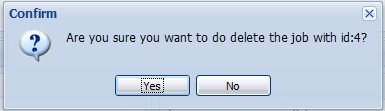 Confirm
Are you sure you want to do delete the job with id:4?
Yes
No